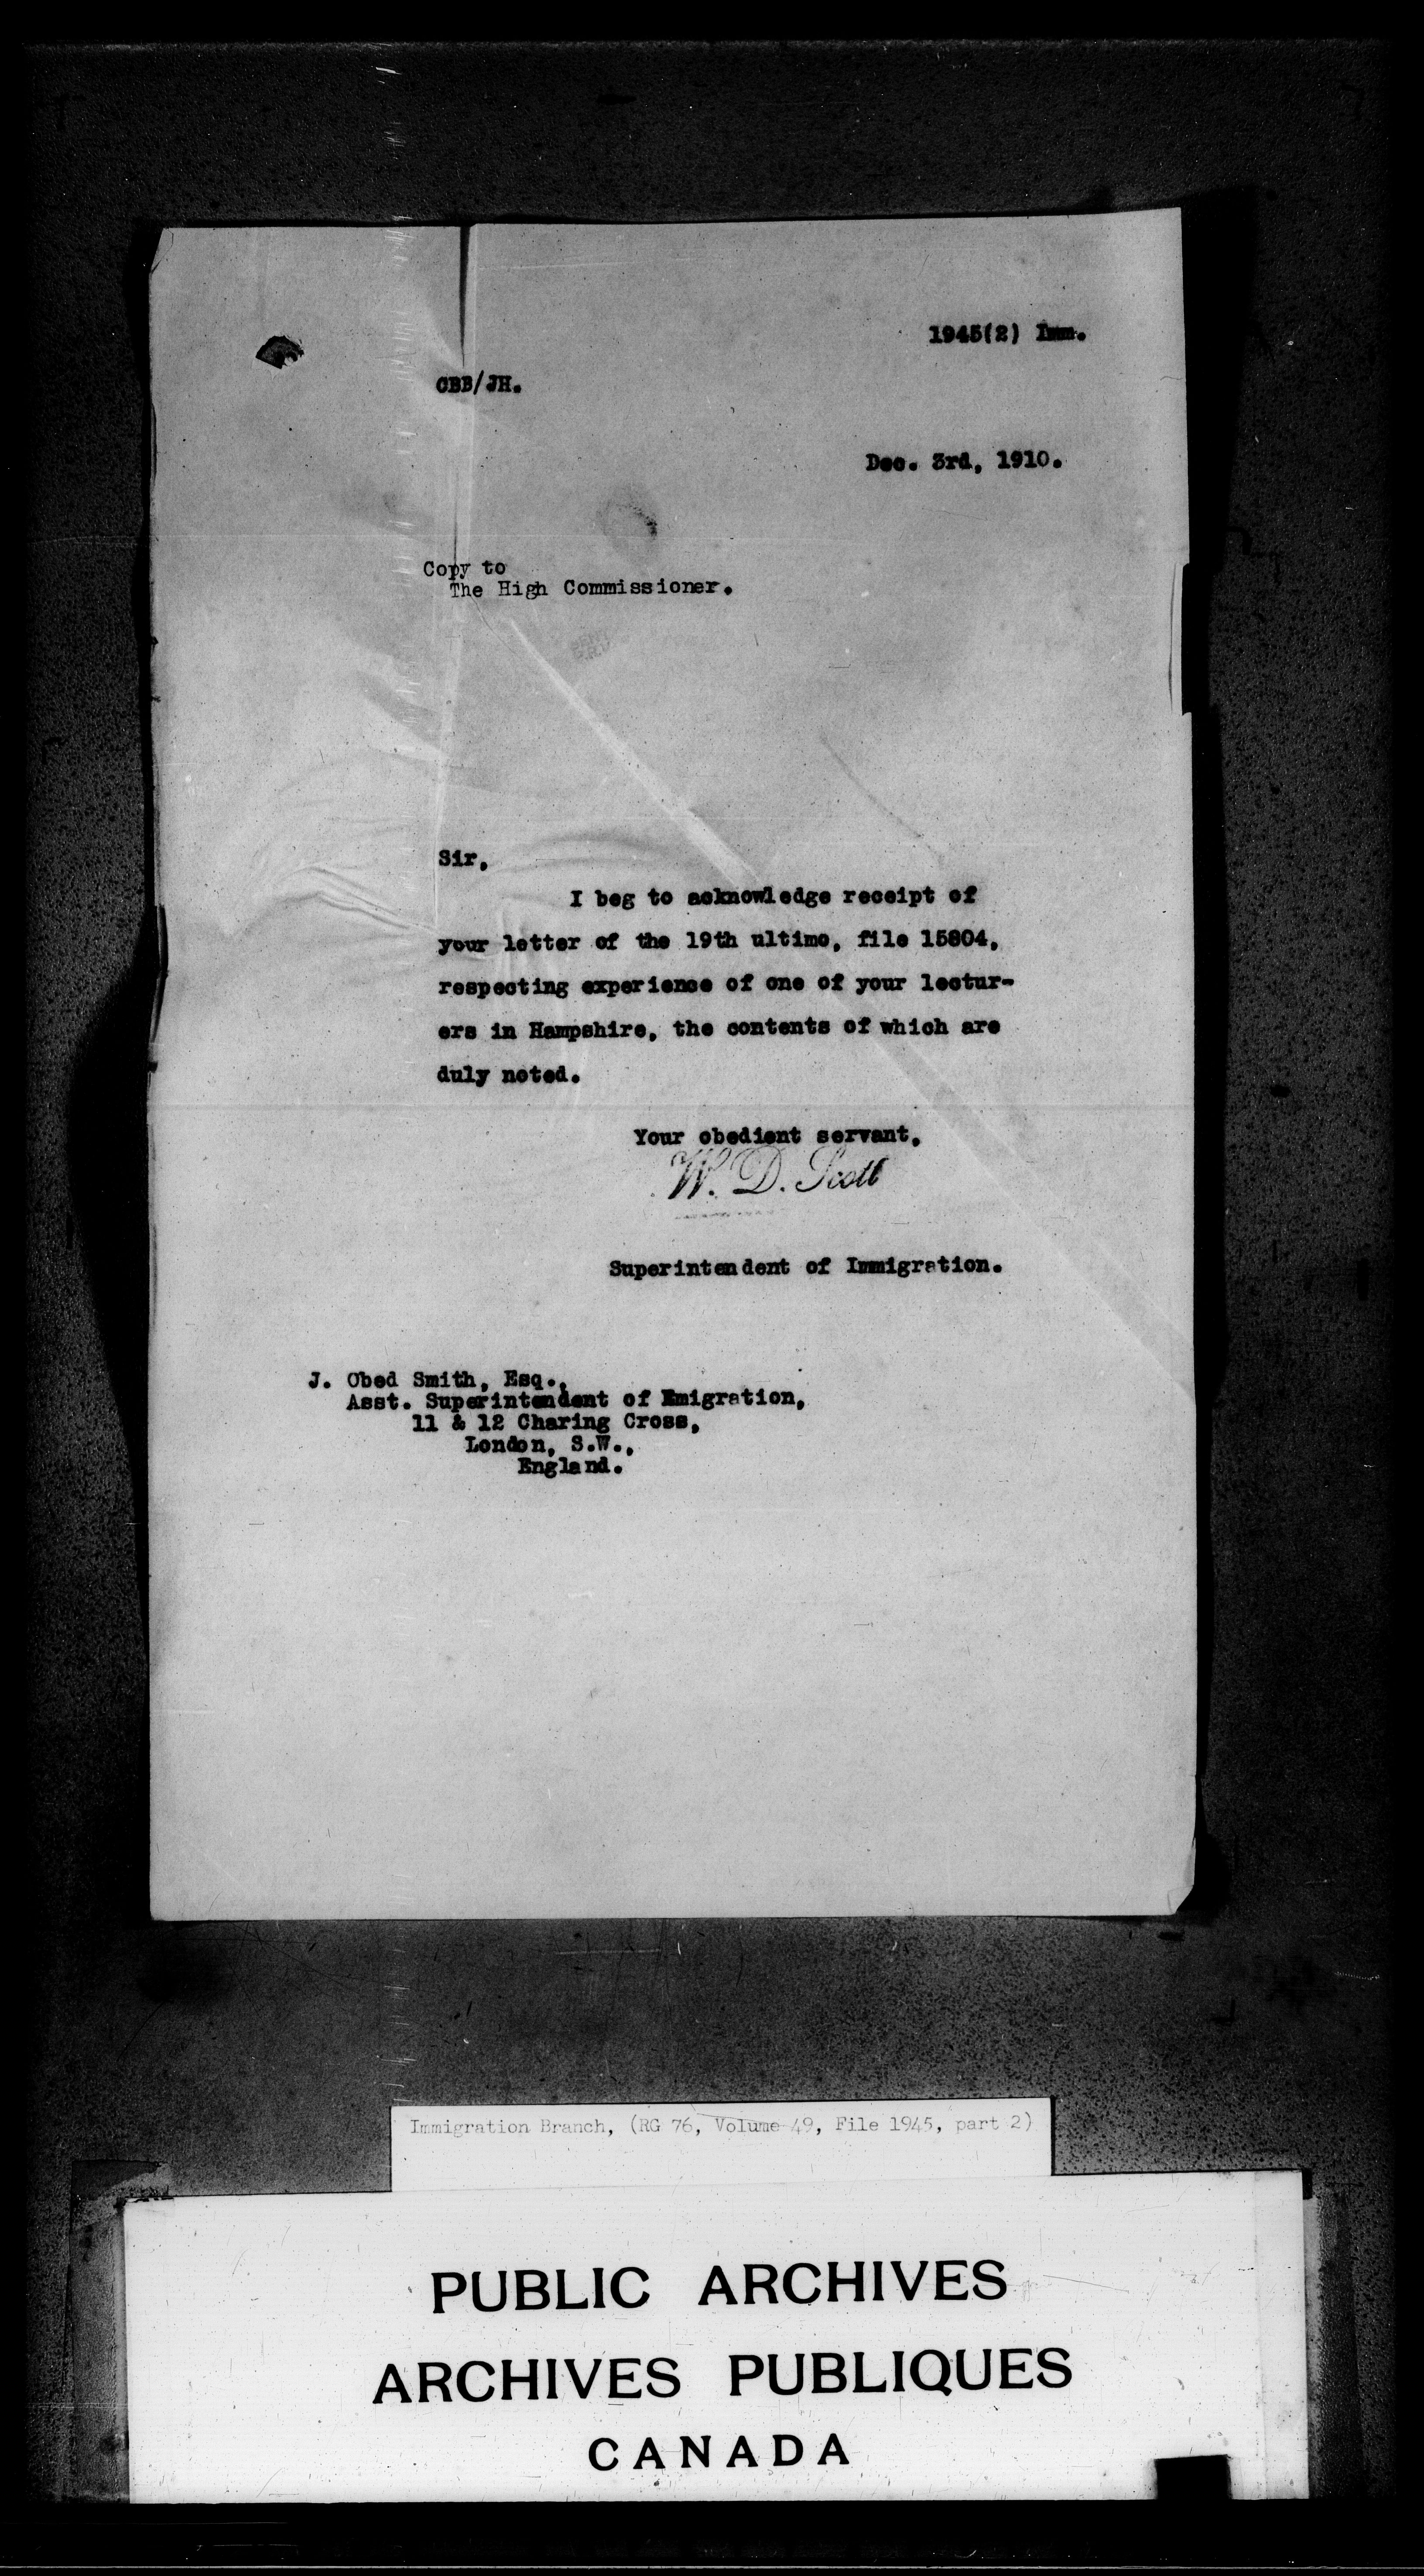 1945(2) Imm.
CBB/JH.
Dec. 3rd, 1910.
Copy to
The High Commissioner.
Sir,
I beg to acknowledge receipt of
your letter of the 19th ultimo, file 15804,
respecting experience of one of your lectur-
ers in Hampshire, the contents of which are
duly noted.
Your obedient servant,
W. D. Scott
Superintendent of Immigration.
J. Obed Smith, Esq.,
Asst. Superintendent of Emigration,
11 & 12 Charing Cross,
London, S.W.,
England.
Immigration Branch, (RG 76, Volume 49, File 1945, part 2)
PUBLIC ARCHIVES
ARCHIVES PUBLIQUES
CANADA